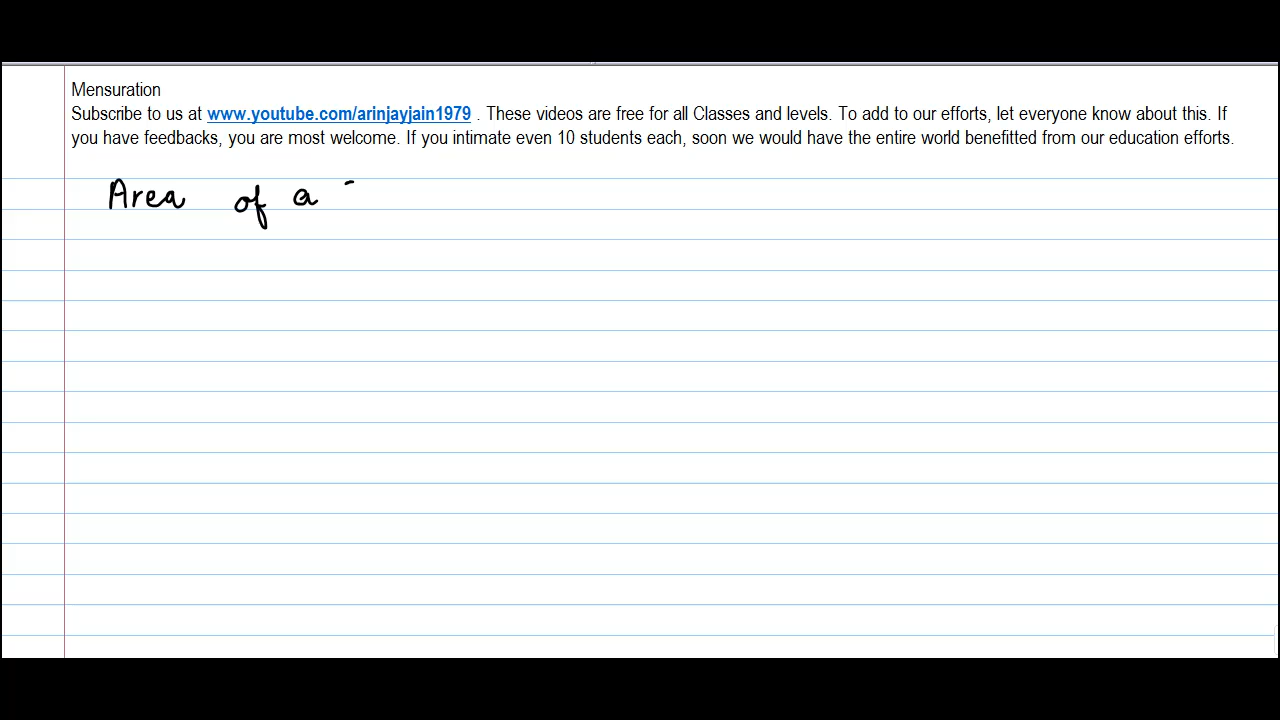 Mensuration
Subscribe to us at www.youtube.com/arinjayjain1979 . These videos are free for all Classes and levels. To add to our efforts, let everyone know about this. If
you have feedbacks, you are most welcome. If you intimate even 10 students each, soon we would have the entire world benefitted from our education efforts.
Area of a